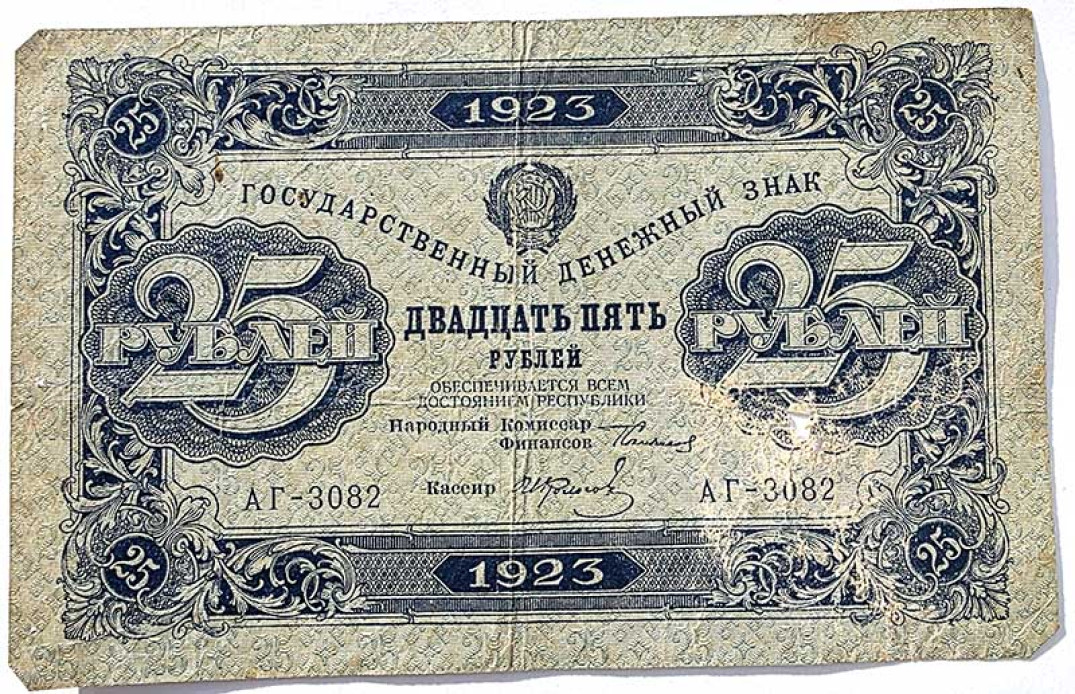 1923
25
25
ГОСУДАРСТВЕННЫЙ ДЕНЕЖНЫЙ ЗНАК
25
РУБЛЕЙ
25
РУБЛЕЙ
ДВАДЦАТЬ ПЯТЬ
РУБЛЕЙ
ОБЕСПЕЧИВАЕТСЯ ВСЕМ
ДОСТОЯНИЕМ РЕСПУБЛИКИ
Народный Комиссар
Финансов
АГ-3082
Кассир
АГ-3082
25
25
1923